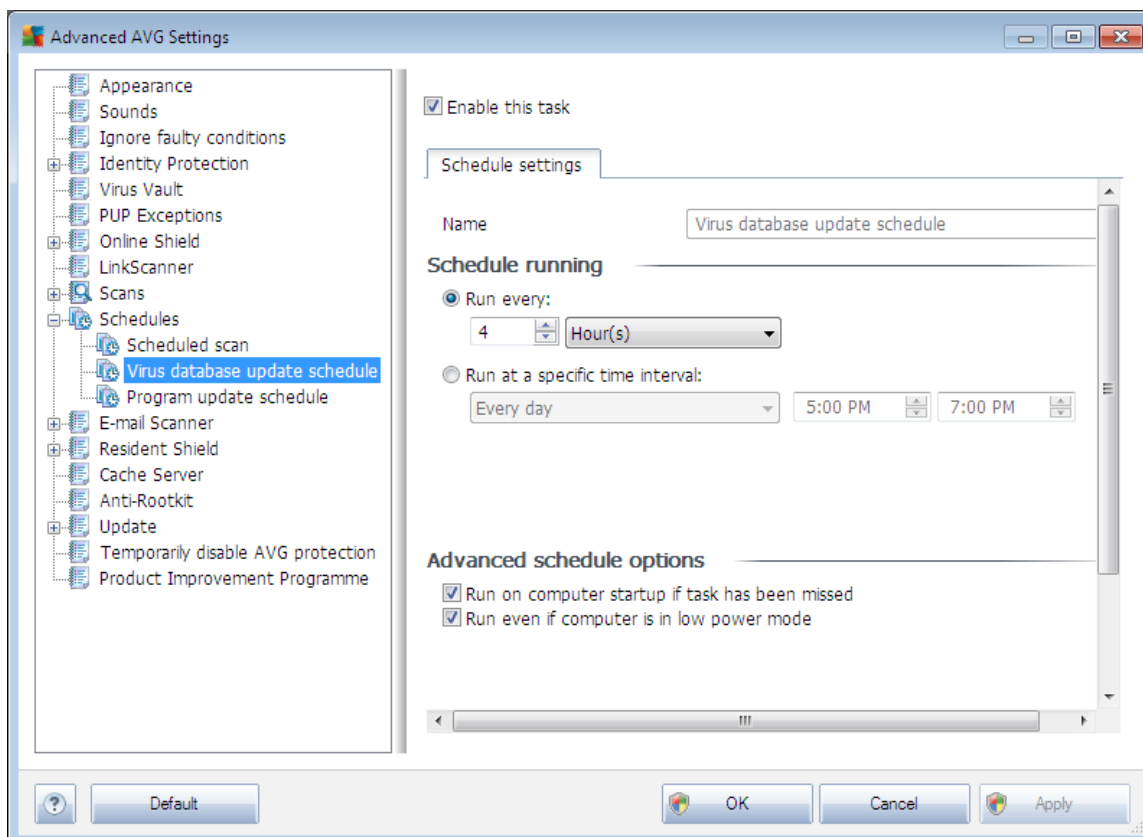 Advanced AVG Settings
Appearance
Sounds
Ignore faulty conditions
Identity Protection
Virus Vault
PUP Exceptions
Online Shield
LinkScanner
Scans
Schedules
Scheduled scan
Virus database update schedule
Program update schedule
E-mail Scanner
Resident Shield
Cache Server
Anti-Rootkit
Update
Temporarily disable AVG protection
Product Improvement Programme
Enable this task
Schedule settings
Name Virus database update schedule
Schedule running
Run every:
4 Hour(s)
Run at a specific time interval:
Every day 5:00 PM 7:00 PM
Advanced schedule options
Run on computer startup if task has been missed
Run even if computer is in low power mode
? Default OK Cancel Apply